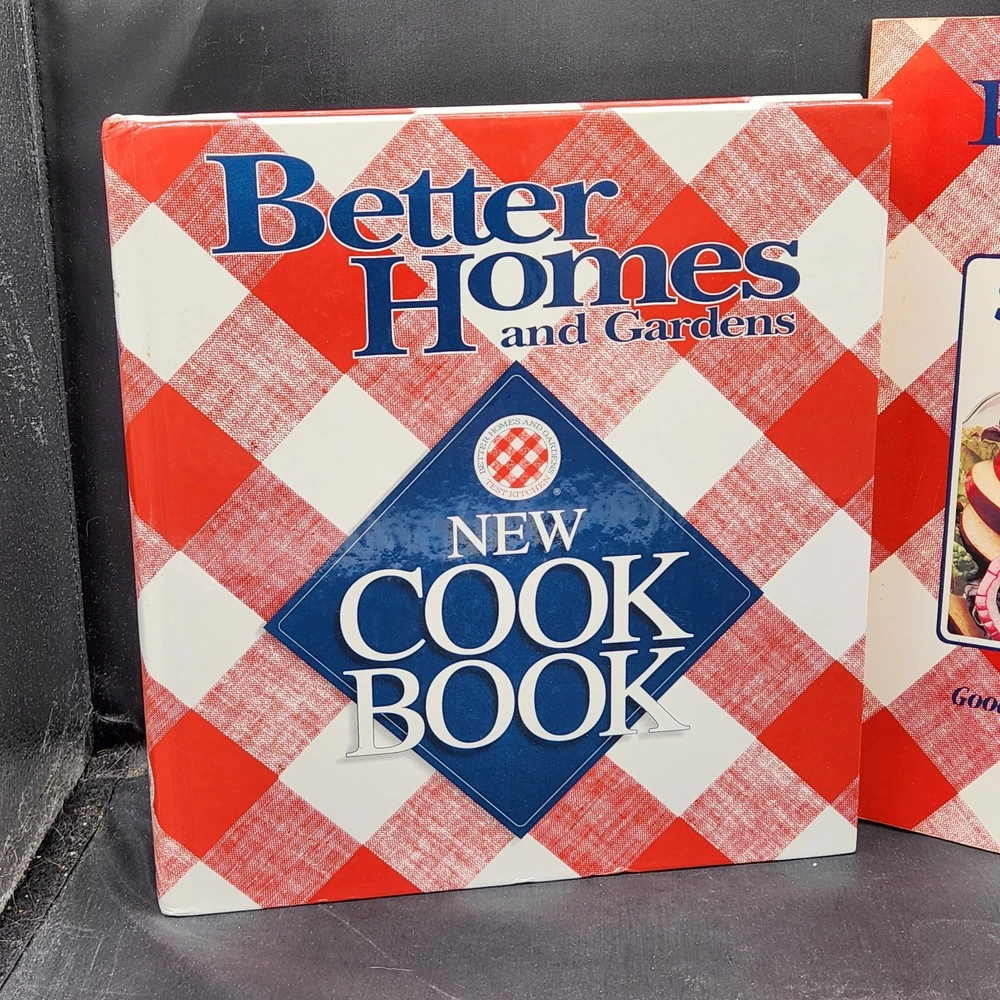 Better
Homes
and Gardens
BETTER HOMES AND GARDENS
TEST KITCHEN
®
NEW
COOK
BOOK